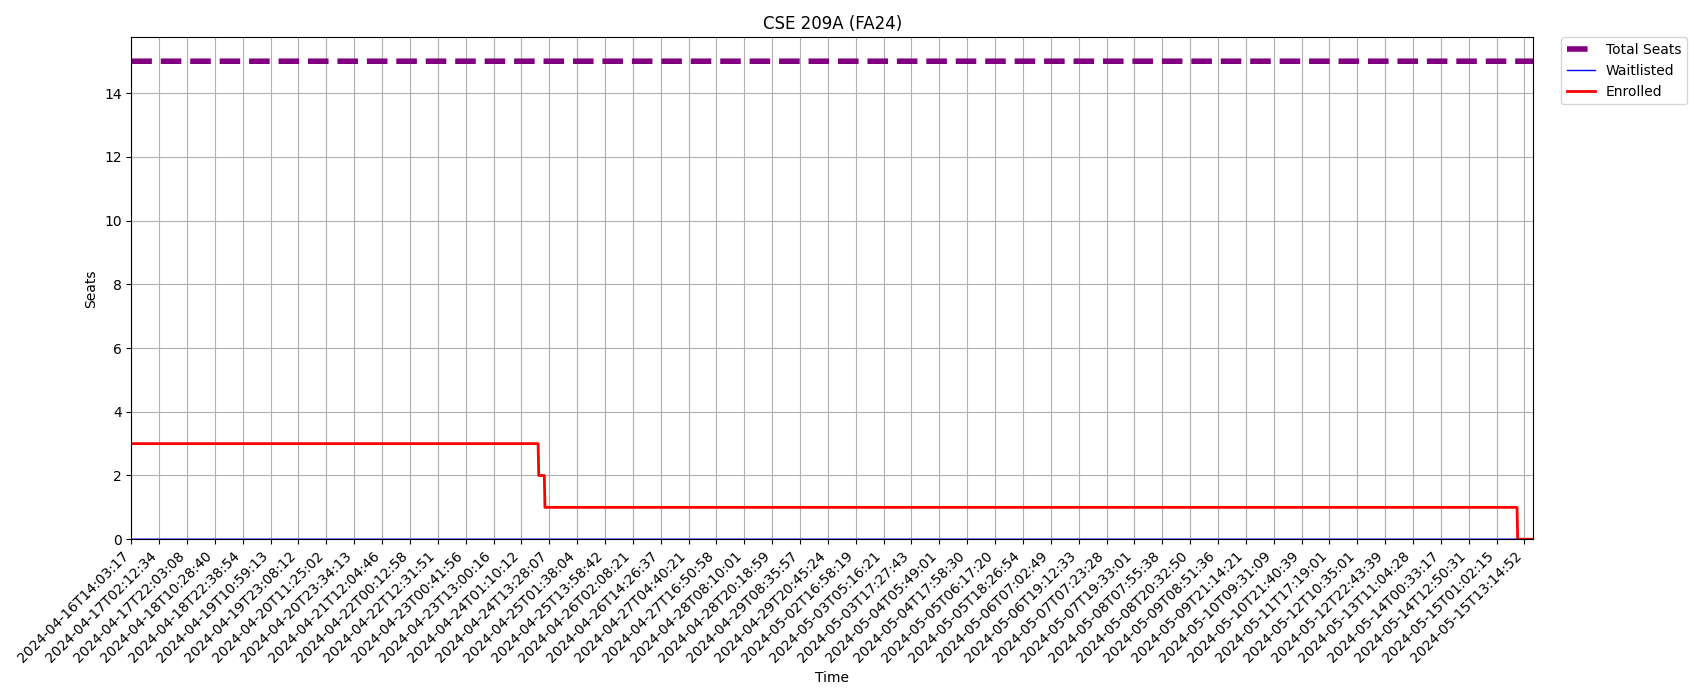 CSE 209A (FA24)
Total Seats
Waitlisted
Enrolled
Seats
14
12
10
8
6
4
2
0
2024-04-16T14:03:17
2024-04-17T02:12:34
2024-04-17T22:03:08
2024-04-18T10:28:40
2024-04-18T22:38:54
2024-04-19T10:59:13
2024-04-19T23:08:12
2024-04-20T11:25:02
2024-04-20T23:34:13
2024-04-21T12:04:46
2024-04-22T00:12:58
2024-04-22T12:31:51
2024-04-23T00:41:56
2024-04-23T13:00:16
2024-04-24T01:10:12
2024-04-24T13:28:07
2024-04-25T01:38:04
2024-04-25T13:58:42
2024-04-26T02:08:21
2024-04-26T14:26:37
2024-04-27T04:40:21
2024-04-27T16:50:58
2024-04-28T08:10:01
2024-04-28T20:18:59
2024-04-29T08:35:57
2024-04-29T20:45:24
2024-05-02T16:58:19
2024-05-03T05:16:21
2024-05-03T17:27:43
2024-05-04T05:49:01
2024-05-04T17:58:30
2024-05-05T06:17:20
2024-05-05T18:26:54
2024-05-06T07:02:49
2024-05-06T19:12:33
2024-05-07T07:23:28
2024-05-07T19:33:01
2024-05-08T07:55:38
2024-05-08T20:32:50
2024-05-09T08:51:36
2024-05-09T21:14:21
2024-05-10T09:31:09
2024-05-10T21:40:39
2024-05-11T17:19:01
2024-05-12T10:35:01
2024-05-12T22:43:39
2024-05-13T11:04:28
2024-05-14T00:33:17
2024-05-14T12:50:31
2024-05-15T01:02:15
2024-05-15T13:14:52
Time